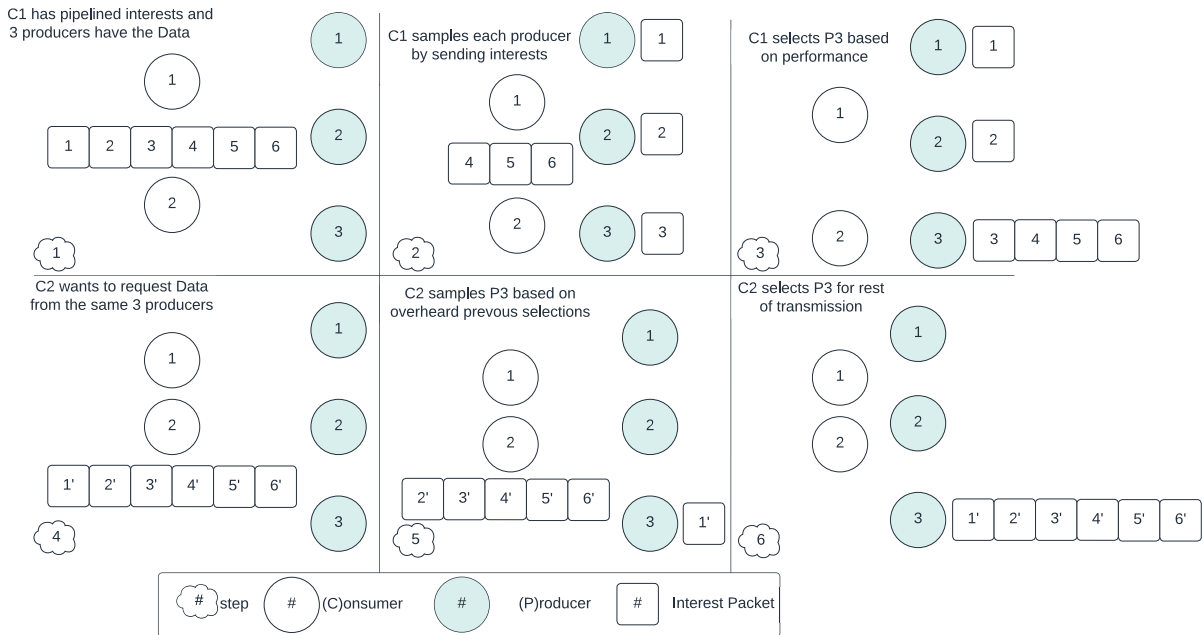 C1 has pipelined interests and
3 producers have the Data
1
1
1 2 3 4 5 6
2
2
3
1
C1 samples each producer
by sending interests
1 1
1
2 2
4 5 6
2
3 3
2
C1 selects P3 based
on performance
1 1
1
2 2
2
3 3 4 5 6
3
C2 wants to request Data
from the same 3 producers
1
1
2
2
1' 2' 3' 4' 5' 6'
3
4
C2 samples P3 based on
overheard prevous selections
1
1
2
2
2' 3' 4' 5' 6'
3 1'
5
C2 selects P3 for rest
of transmission
1
1
2
2
3 1' 2' 3' 4' 5' 6'
6
# step # (C)onsumer # (P)roducer # Interest Packet